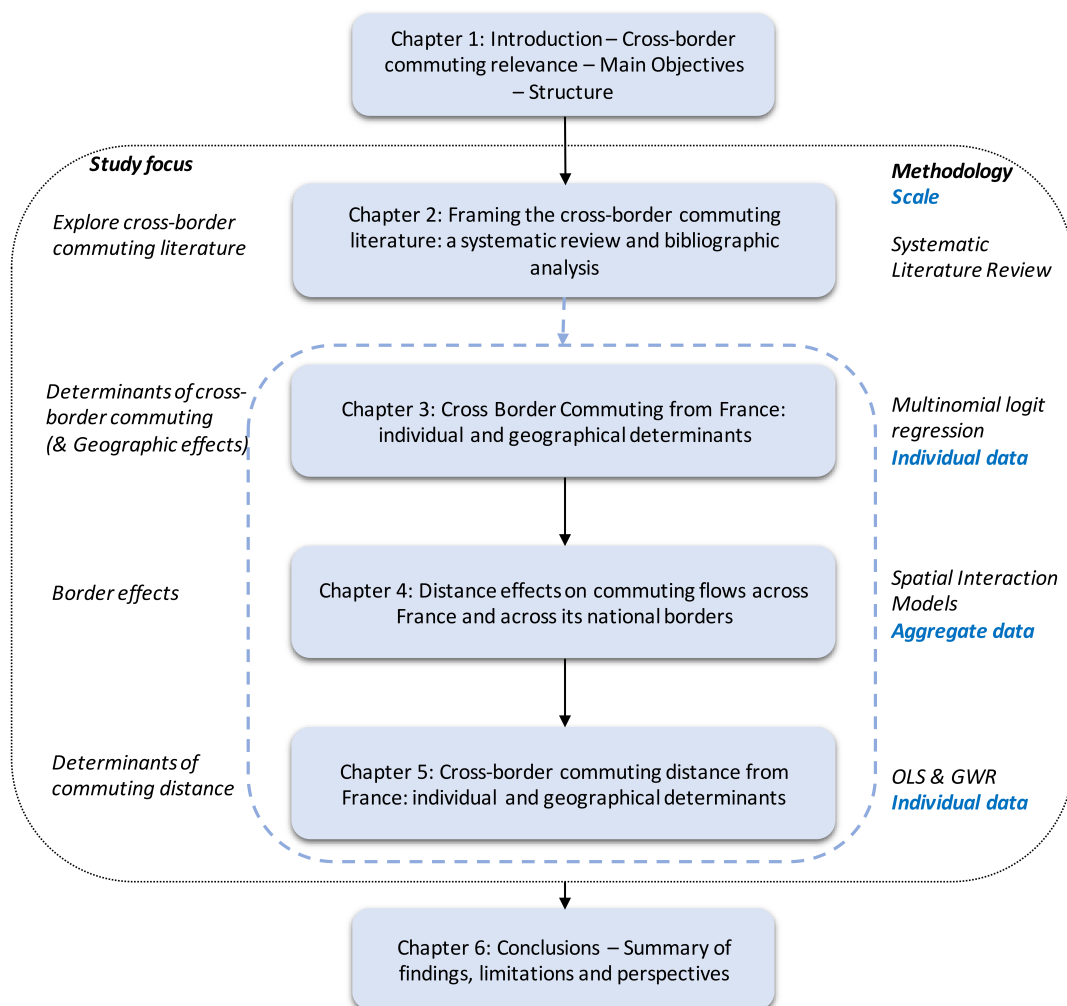 Chapter 1: Introduction – Cross-border
commuting relevance – Main Objectives
– Structure
Study focus
Methodology
Scale
Explore cross-border
commuting literature
Chapter 2: Framing the cross-border commuting
literature: a systematic review and bibliographic
analysis
Systematic
Literature Review
Determinants of cross-
border commuting
(& Geographic effects)
Chapter 3: Cross Border Commuting from France:
individual and geographical determinants
Multinomial logit
regression
Individual data
Border effects
Chapter 4: Distance effects on commuting flows across
France and across its national borders
Spatial Interaction
Models
Aggregate data
Determinants of
commuting distance
Chapter 5: Cross-border commuting distance from
France: individual and geographical determinants
OLS & GWR
Individual data
Chapter 6: Conclusions – Summary of
findings, limitations and perspectives